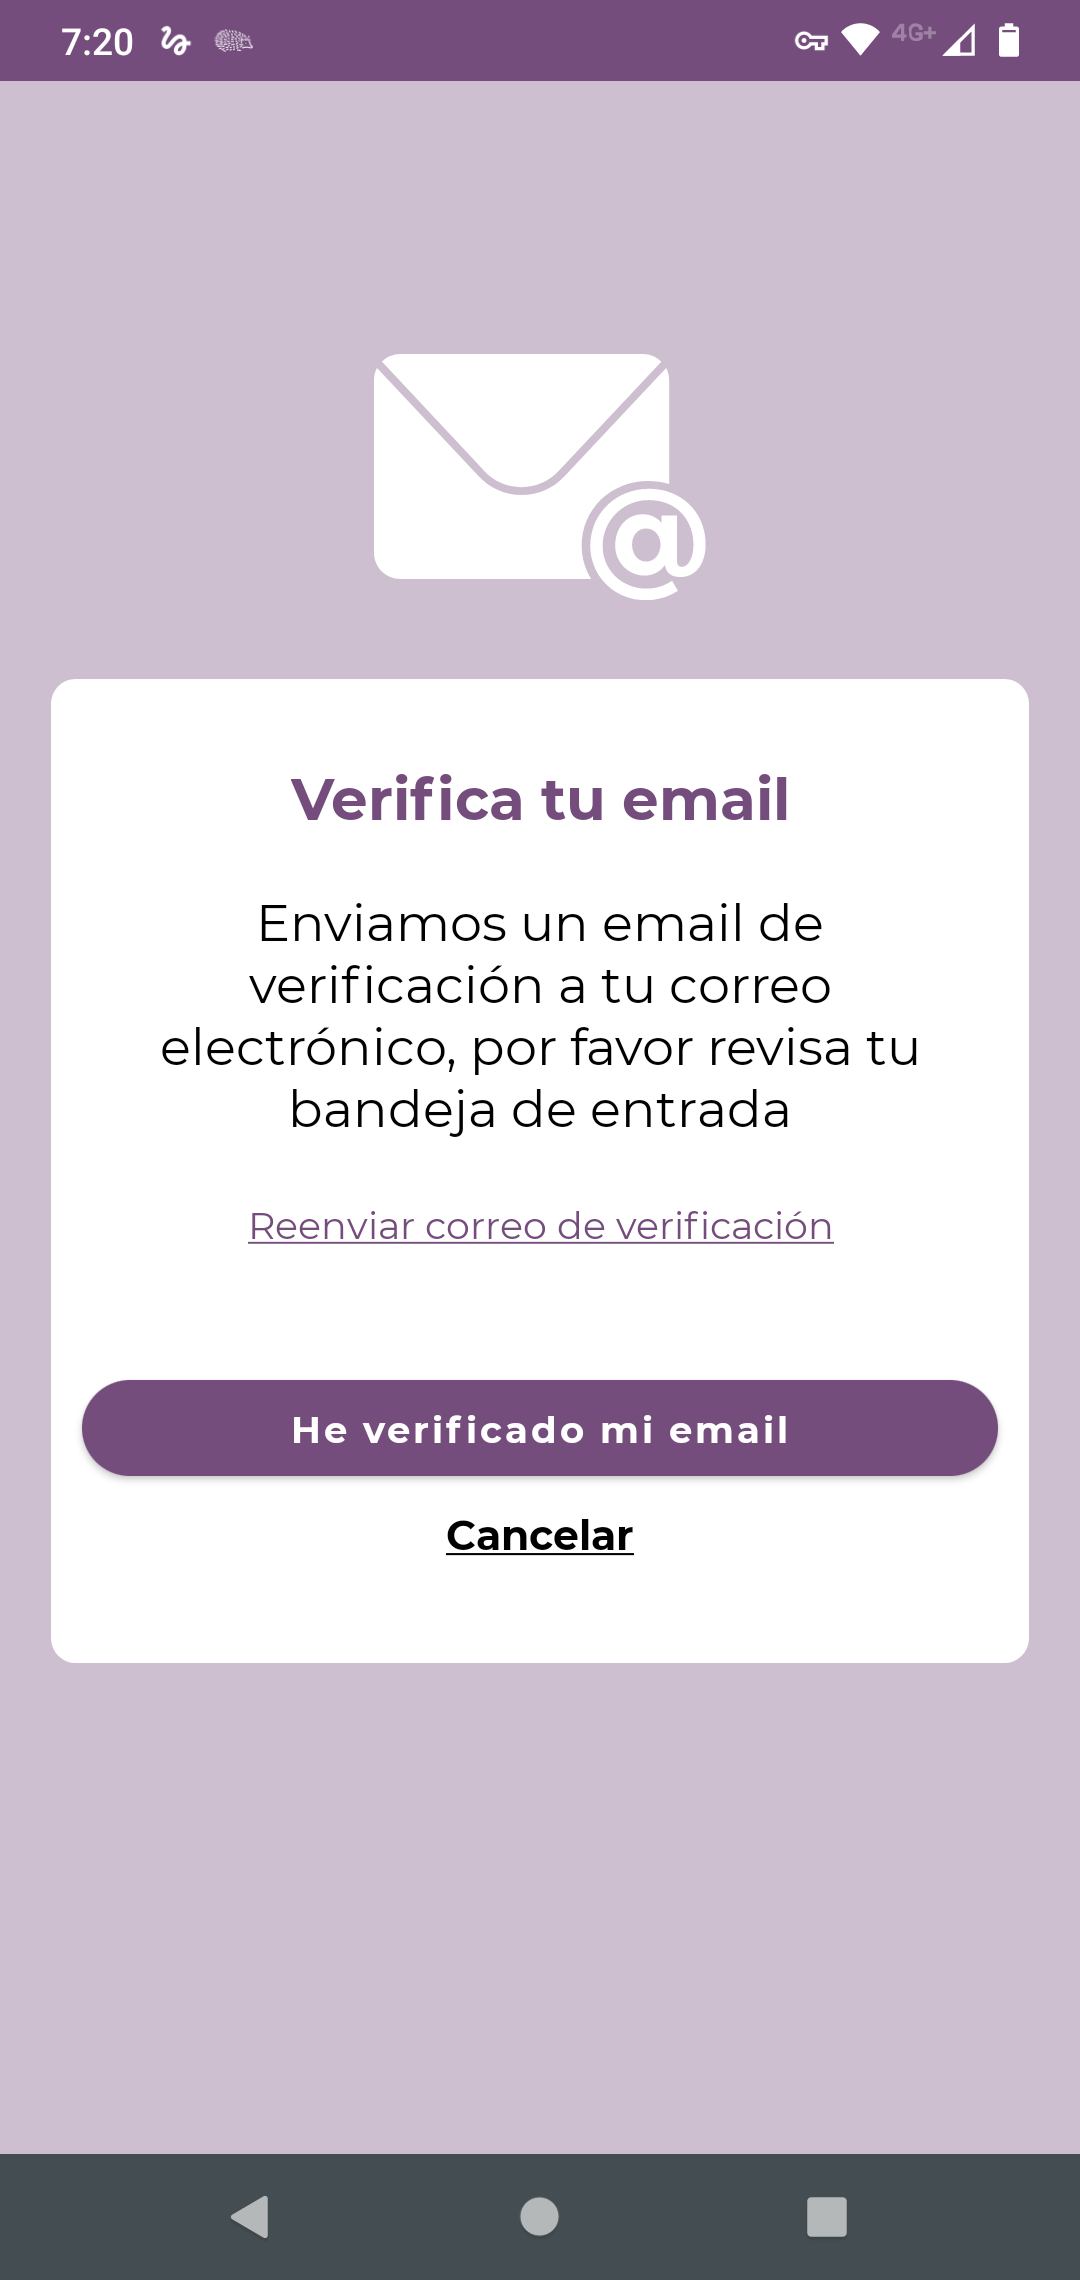 7:20
4G+
Verifica tu email
Enviamos un email de
verificación a tu correo
electrónico, por favor revisa tu
bandeja de entrada
Reenviar correo de verificación
He verificado mi email
Cancelar